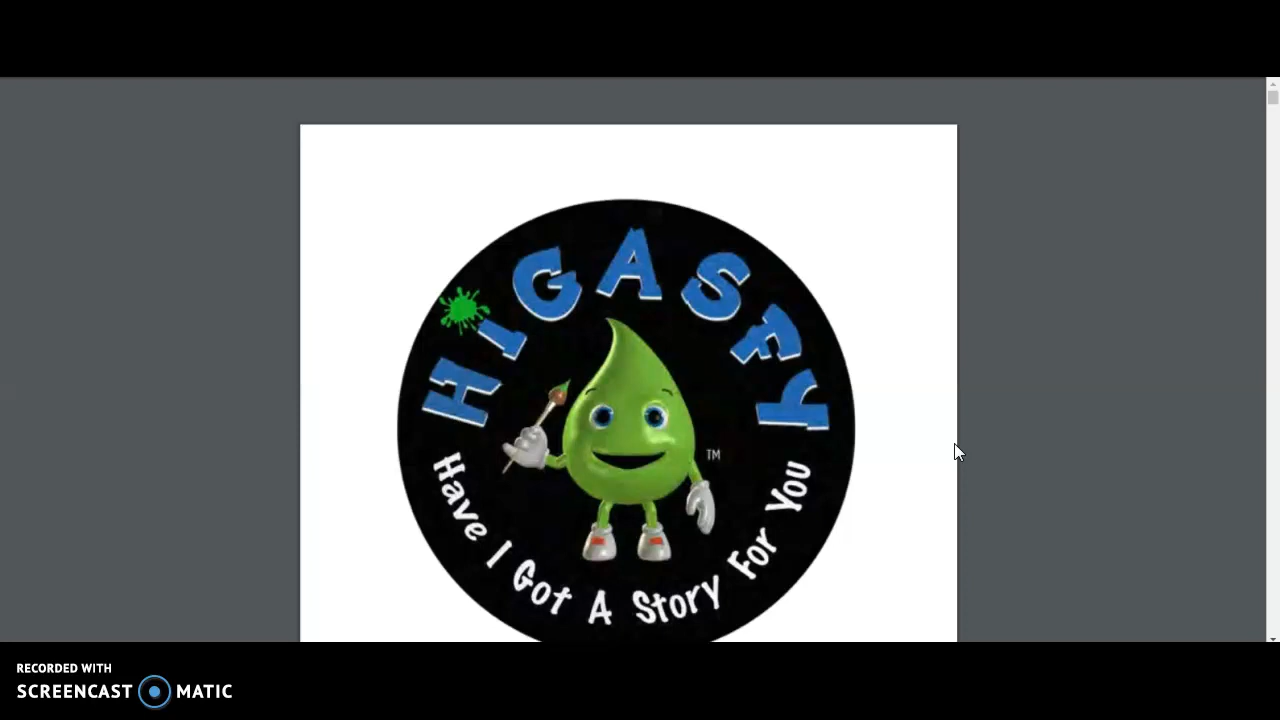 HIGASFY
TM
Have I Got A Story For You
RECORDED WITH
SCREENCAST MATIC